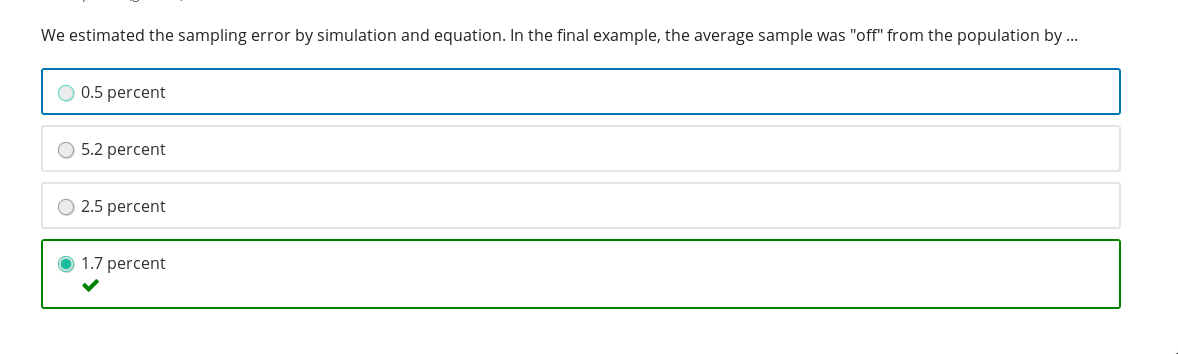 We estimated the sampling error by simulation and equation. In the final example, the average sample was "off" from the population by ...
0.5 percent
5.2 percent
2.5 percent
1.7 percent